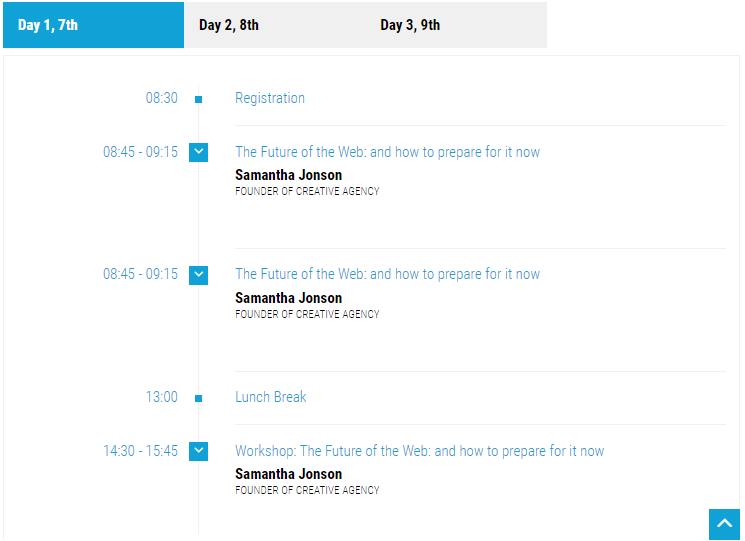 Day 1, 7th
Day 2, 8th
Day 3, 9th
08:30 Registration
08:45 - 09:15 The Future of the Web: and how to prepare for it now
Samantha Jonson
FOUNDER OF CREATIVE AGENCY
08:45 - 09:15 The Future of the Web: and how to prepare for it now
Samantha Jonson
FOUNDER OF CREATIVE AGENCY
13:00 Lunch Break
14:30 - 15:45 Workshop: The Future of the Web: and how to prepare for it now
Samantha Jonson
FOUNDER OF CREATIVE AGENCY